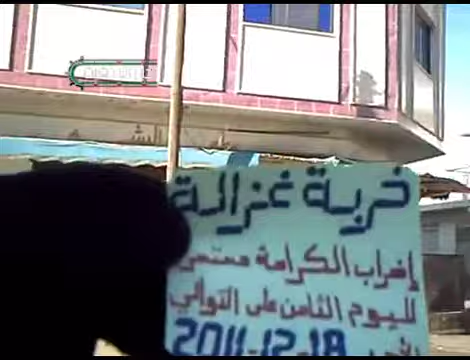 خربة غزالة
إضراب الكرامة مستمر
لليوم الثامن على التوالي
2011-12-18